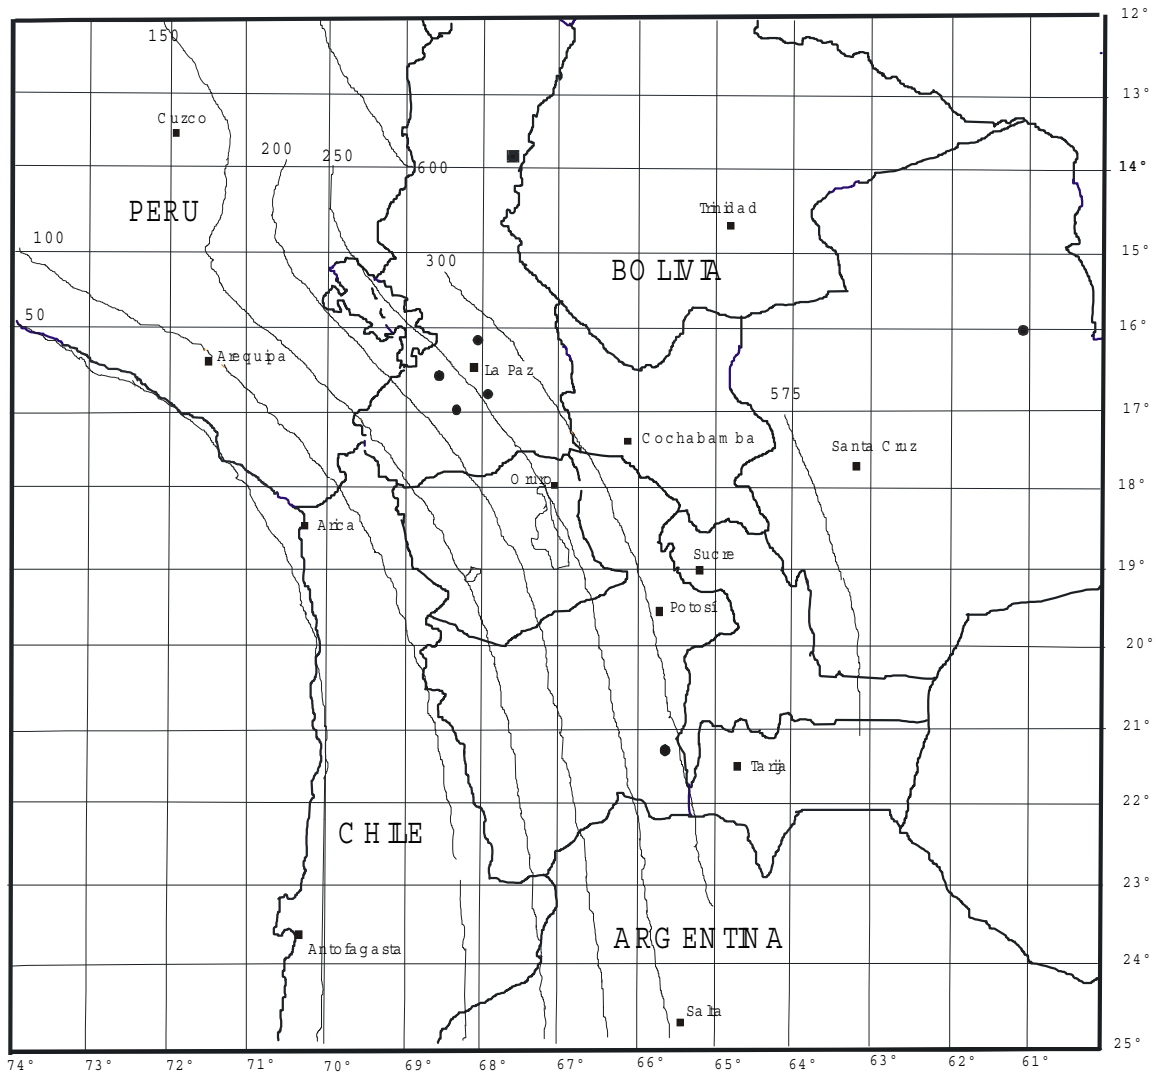 12°
150
13°
Cuzco
200
250
600
14°
Trinidad
PERU
100
15°
300
BOLIVIA
50
16°
Arequipa
La Paz
575
17°
Cochabamba
Santa Cruz
Oruro
18°
Arica
Sucre
19°
Potosí
20°
21°
Tarija
22°
CHILE
23°
ARGENTINA
Antofagasta
24°
Salta
25°
74° 73° 72° 71° 70° 69° 68° 67° 66° 65° 64° 63° 62° 61°